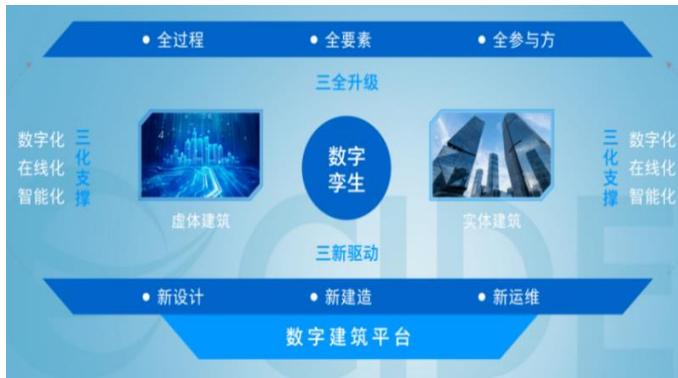 • 全过程 • 全要素 • 全参与方
三全升级
数字化
在线化
智能化
三化支撑
虚体建筑
数字
孪生
实体建筑
三化支撑
数字化
在线化
智能化
三新驱动
• 新设计 • 新建造 • 新运维
数字建筑平台
CIDE